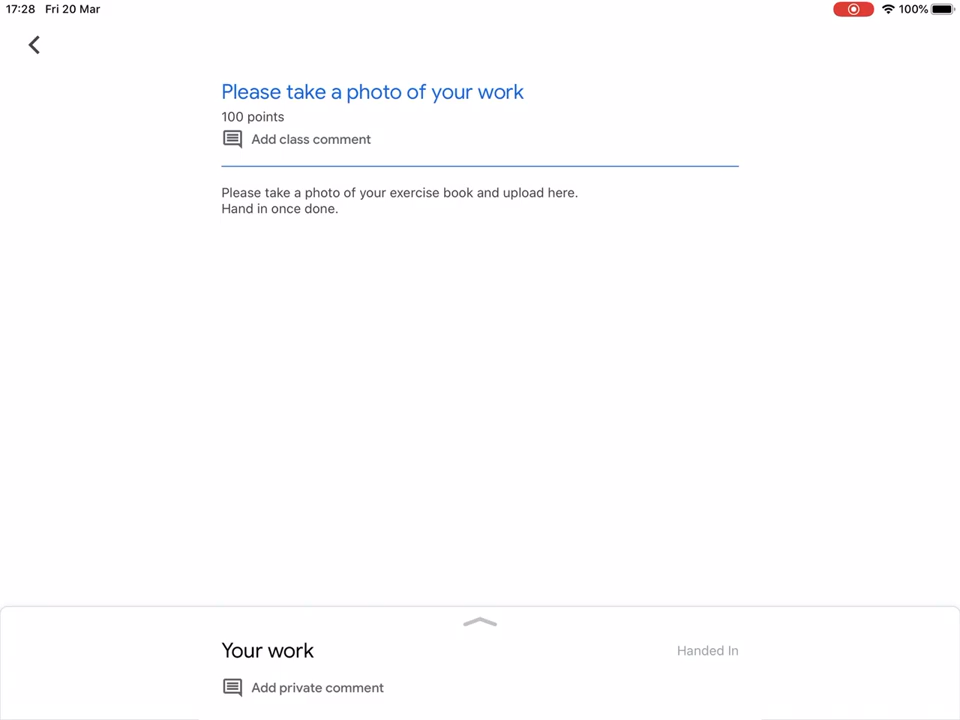 17:28 Fri 20 Mar 100%
Please take a photo of your work
100 points
Add class comment
Please take a photo of your exercise book and upload here.
Hand in once done.
Your work Handed In
Add private comment